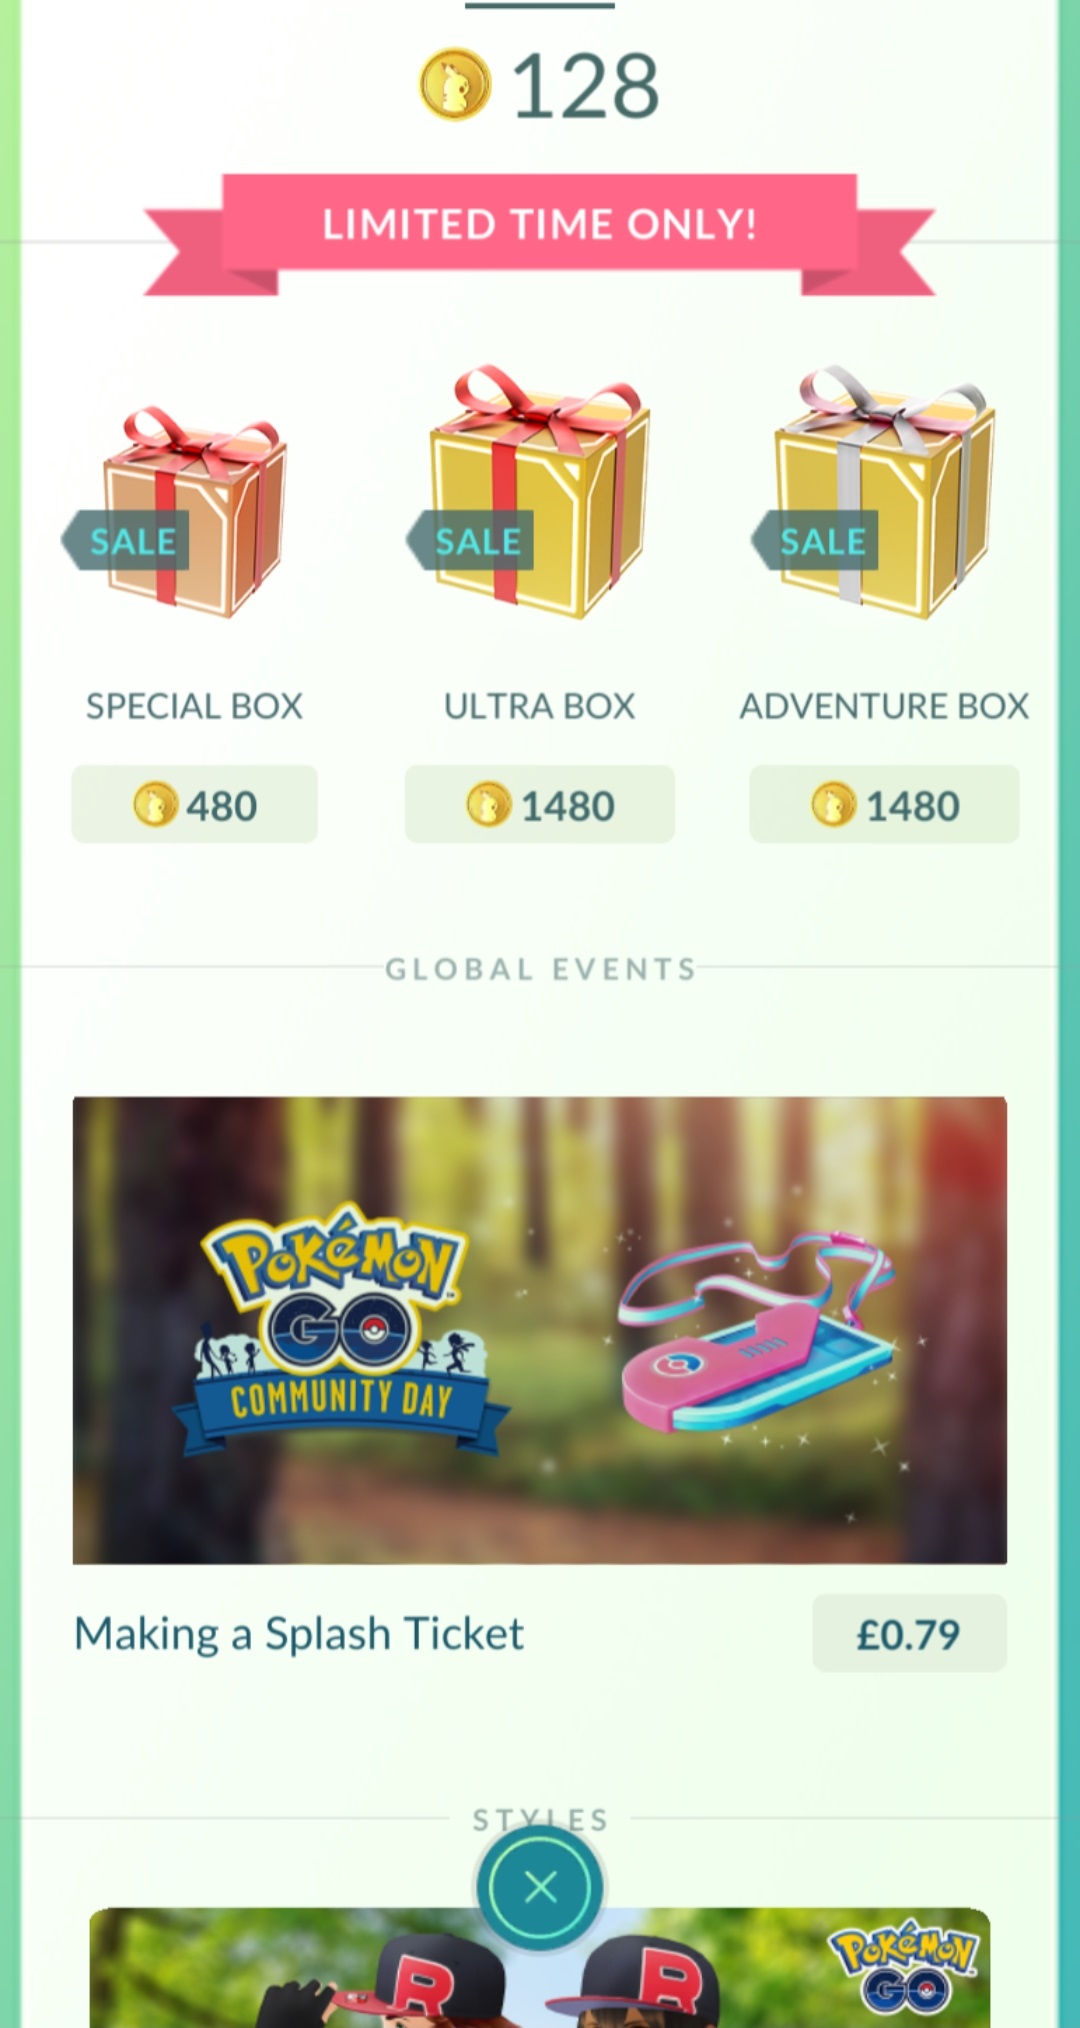 128
LIMITED TIME ONLY!
SALE
SALE
SALE
SPECIAL BOX
ULTRA BOX
ADVENTURE BOX
480
1480
1480
GLOBAL EVENTS
POKéMON
GO
COMMUNITY DAY
Making a Splash Ticket
£0.79
STYLES
R
R
POKéMON
GO